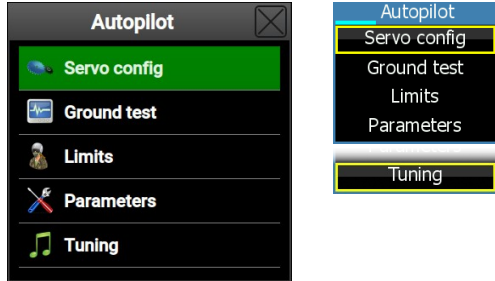 Autopilot
Servo config
Ground test
Limits
Parameters
Tuning
Autopilot
Servo config
Ground test
Limits
Parameters
Tuning